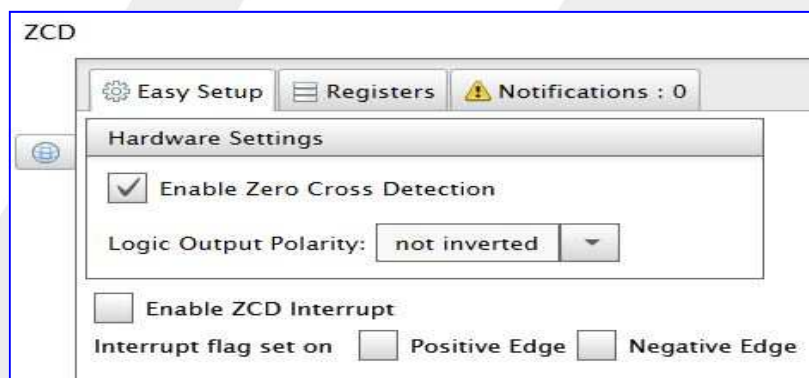 ZCD
Easy Setup Registers Notifications : 0
Hardware Settings
Enable Zero Cross Detection
Logic Output Polarity: not inverted
Enable ZCD Interrupt
Interrupt flag set on Positive Edge Negative Edge